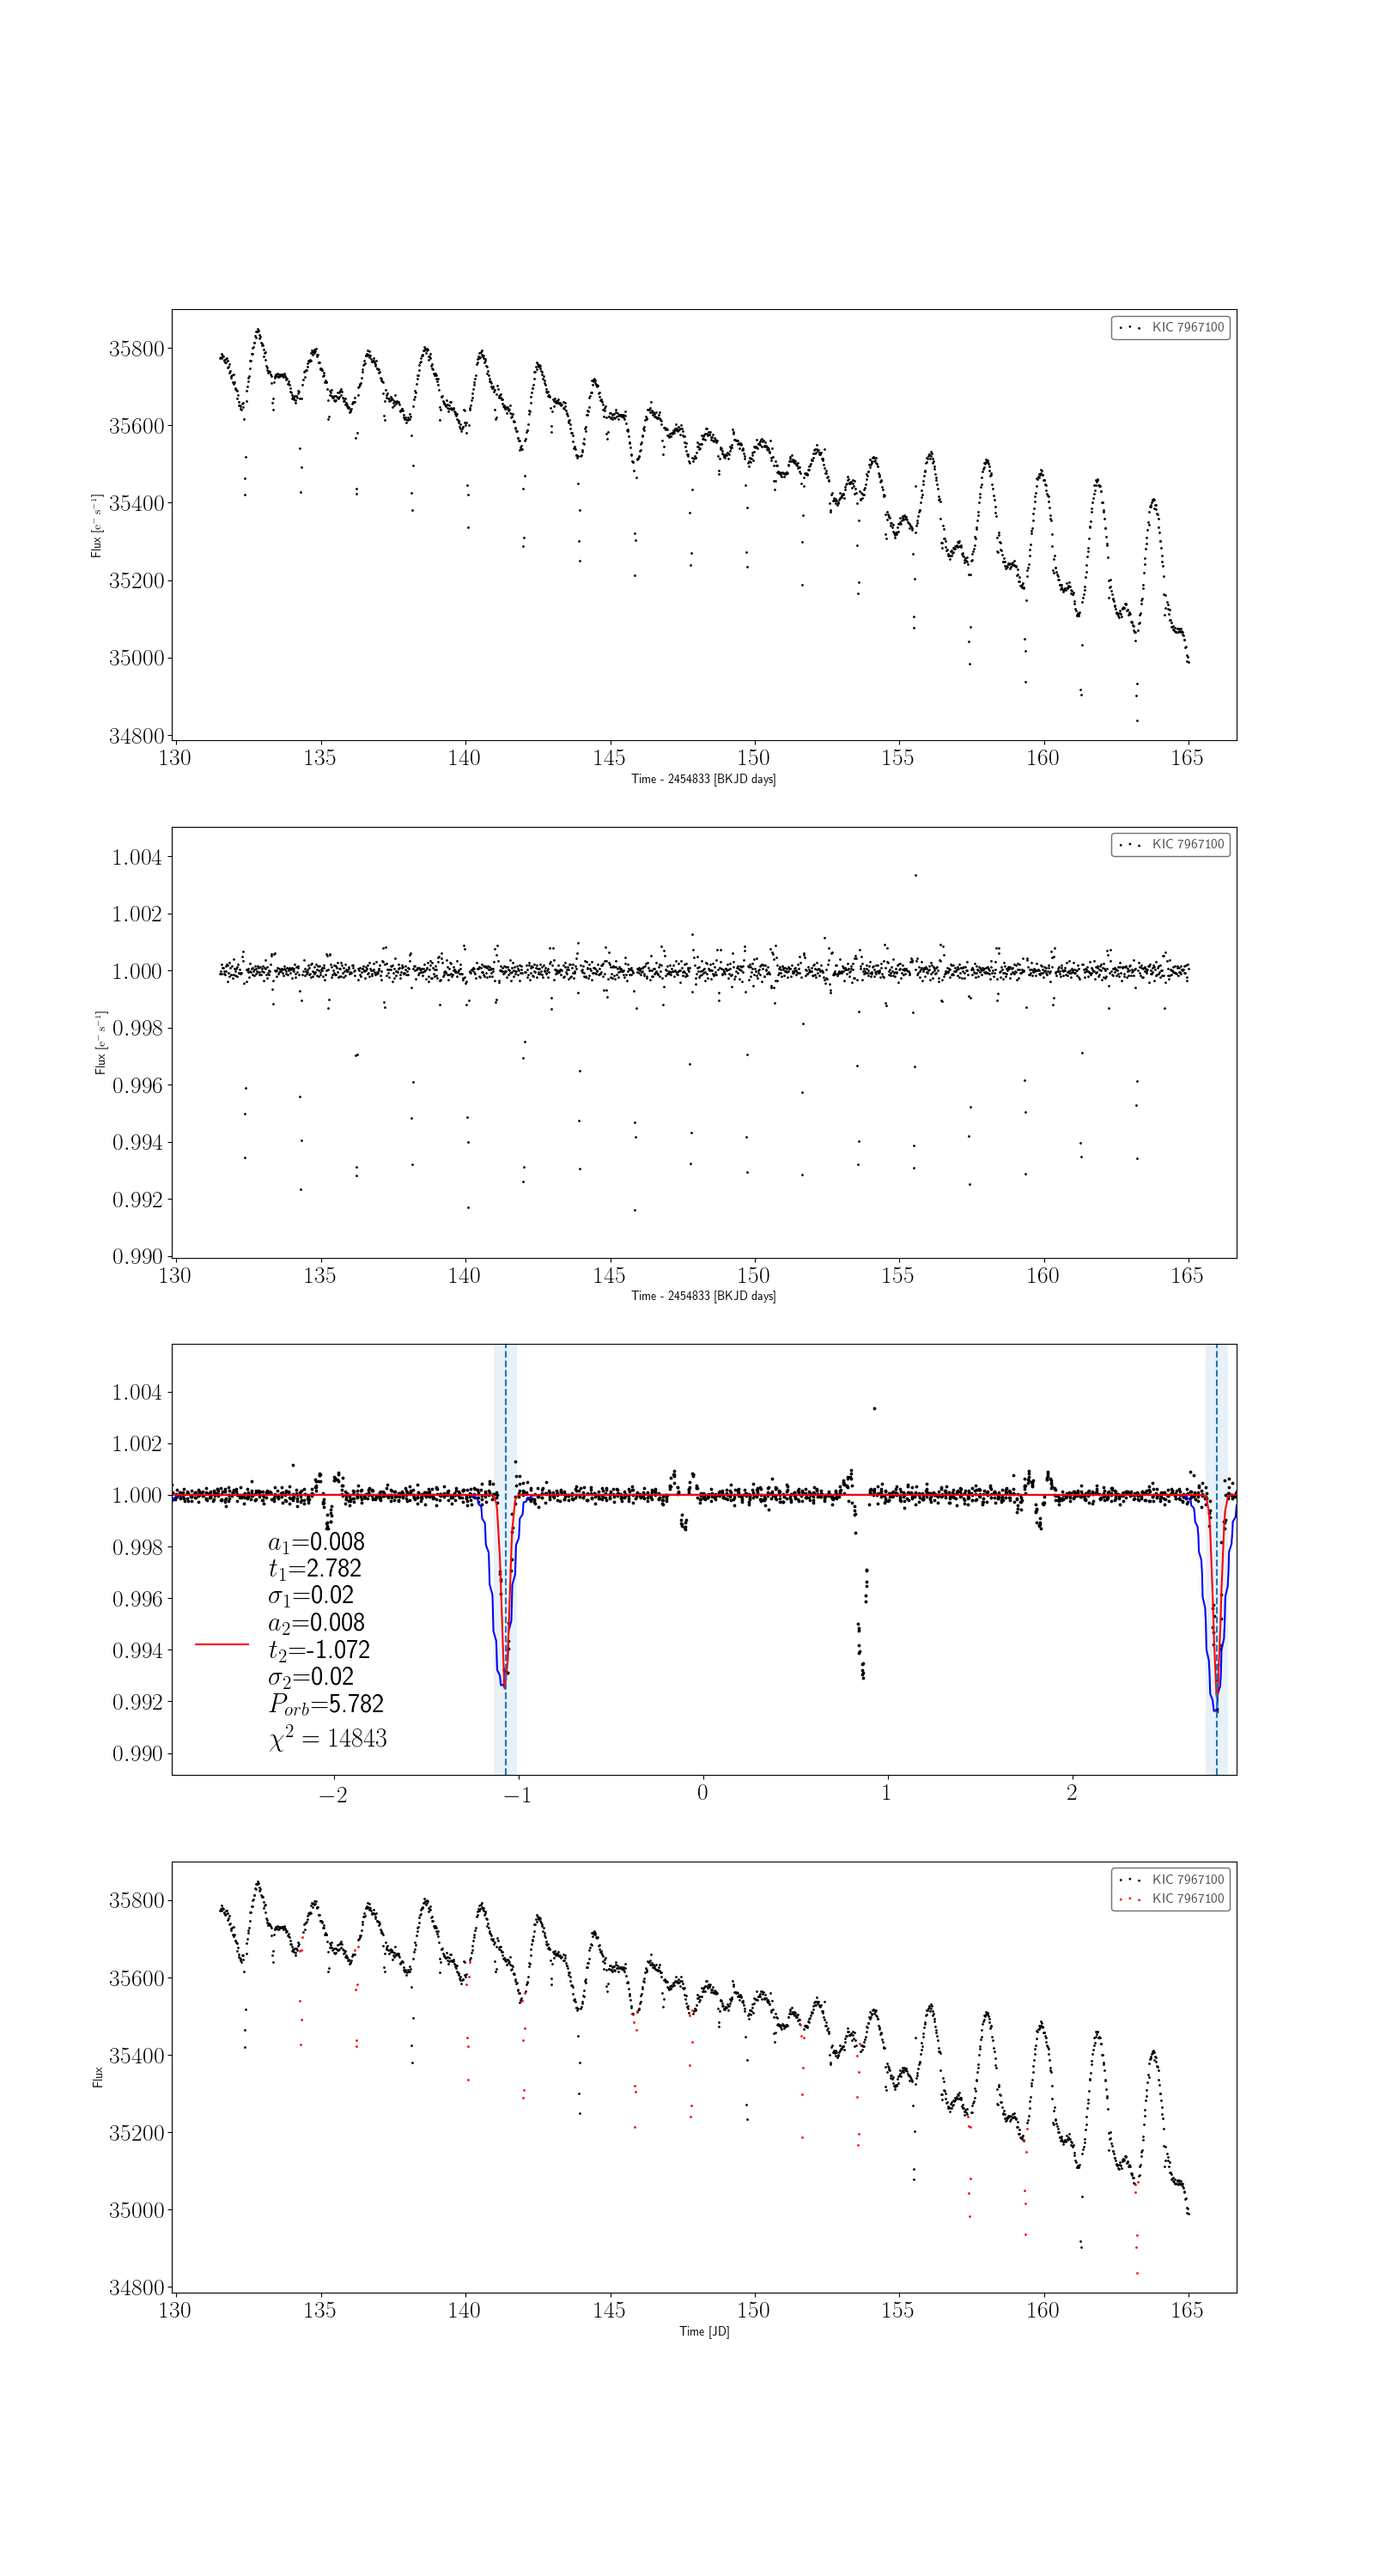 KIC 7967100
35800
35600
35400
35200
35000
34800
Flux [e⁻ s⁻¹]
130 135 140 145 150 155 160 165
Time - 2454833 [BKJD days]
KIC 7967100
1.004
1.002
1.000
0.998
0.996
0.994
0.992
0.990
Flux [e⁻ s⁻¹]
130 135 140 145 150 155 160 165
Time - 2454833 [BKJD days]
1.004
1.002
1.000
0.998
0.996
0.994
0.992
0.990
a₁=0.008
t₁=2.782
σ₁=0.02
a₂=0.008
t₂=-1.072
σ₂=0.02
P_orb=5.782
χ² = 14843
−2 −1 0 1 2
KIC 7967100
KIC 7967100
35800
35600
35400
35200
35000
34800
Flux
130 135 140 145 150 155 160 165
Time [JD]